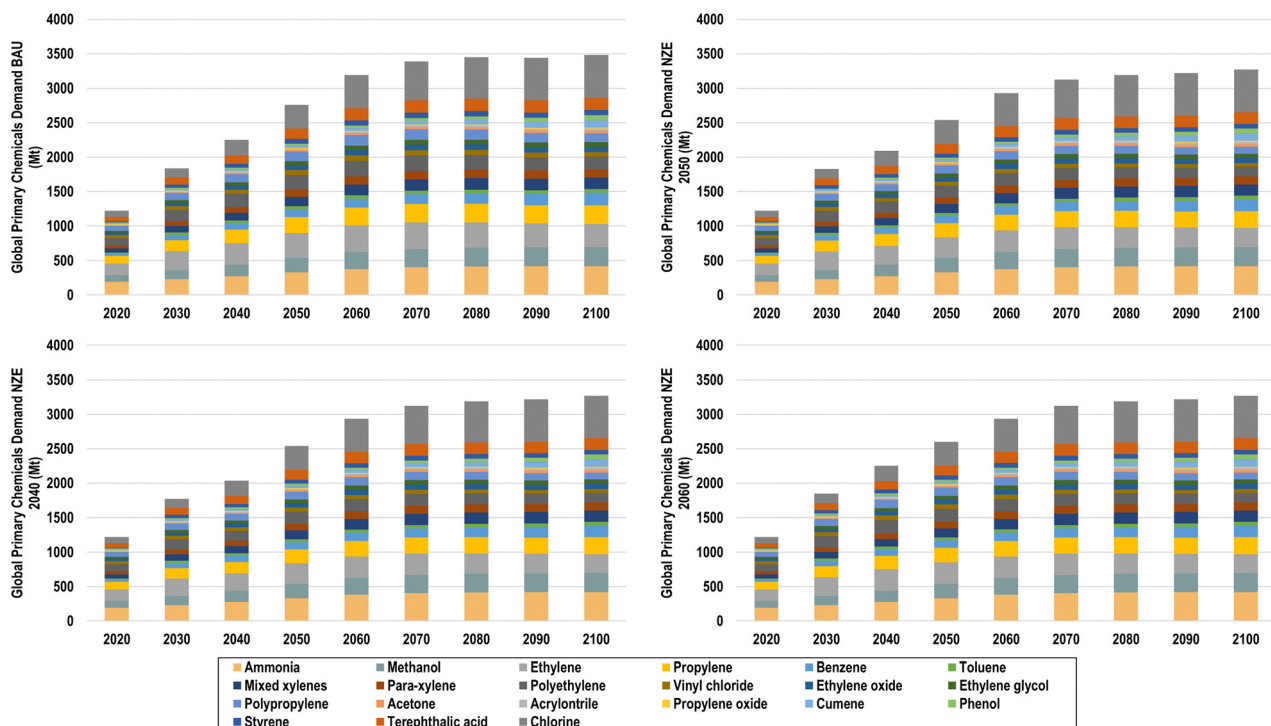 Global Primary Chemicals Demand BAU
(Mt)
4000
3500
3000
2500
2000
1500
1000
500
0
2020 2030 2040 2050 2060 2070 2080 2090 2100
Global Primary Chemicals Demand NZE
2050 (Mt)
4000
3500
3000
2500
2000
1500
1000
500
0
2020 2030 2040 2050 2060 2070 2080 2090 2100
Global Primary Chemicals Demand NZE
2040 (Mt)
4000
3500
3000
2500
2000
1500
1000
500
0
2020 2030 2040 2050 2060 2070 2080 2090 2100
Global Primary Chemicals Demand NZE
2060 (Mt)
4000
3500
3000
2500
2000
1500
1000
500
0
2020 2030 2040 2050 2060 2070 2080 2090 2100
Ammonia Methanol Ethylene Propylene Benzene Toluene
Mixed xylenes Para-xylene Polyethylene Vinyl chloride Ethylene oxide Ethylene glycol
Polypropylene Acetone Acrylontrile Propylene oxide Cumene Phenol
Styrene Terephthalic acid Chlorine